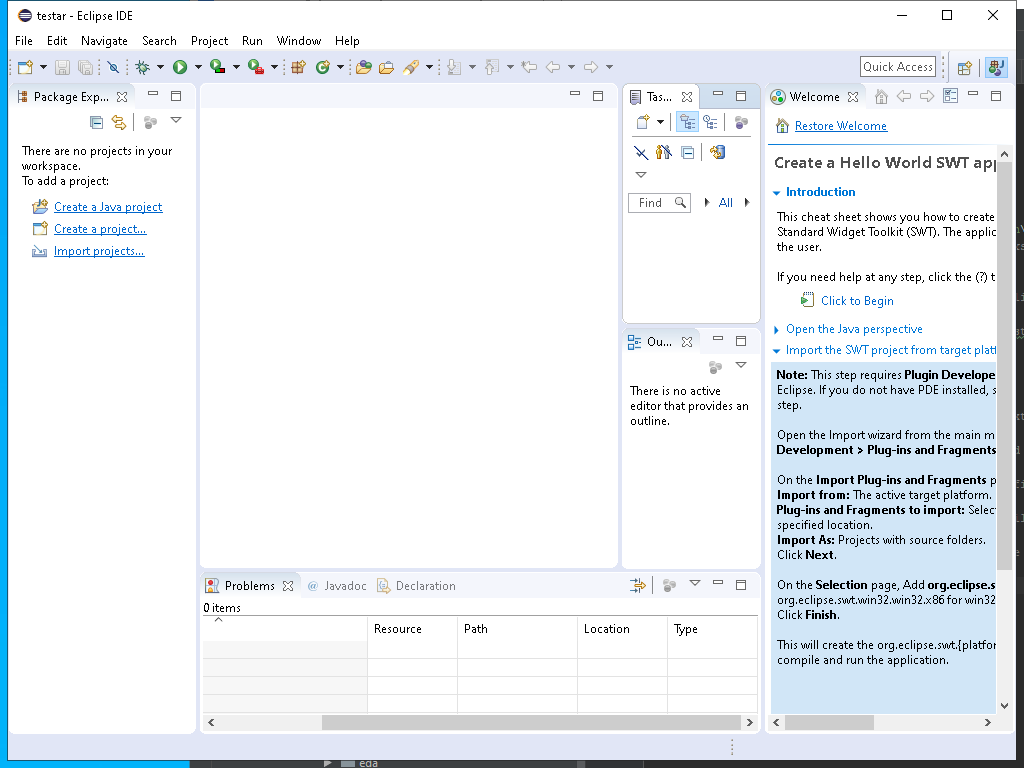 testar - Eclipse IDE
File Edit Navigate Search Project Run Window Help
Quick Access
Package Exp...
There are no projects in your
workspace.
To add a project:
Create a Java project
Create a project...
Import projects...
Tas...
Find
All
Ou...
There is no active
editor that provides an
outline.
Welcome
Restore Welcome
Create a Hello World SWT app
Introduction
This cheat sheet shows you how to create
Standard Widget Toolkit (SWT). The applic
the user.
If you need help at any step, click the (?) t
Click to Begin
Open the Java perspective
Import the SWT project from target platf
Note: This step requires Plugin Develope
Eclipse. If you do not have PDE installed, s
step.
Open the Import wizard from the main m
Development > Plug-ins and Fragments
On the Import Plug-ins and Fragments p
Import from: The active target platform.
Plug-ins and Fragments to import: Selec
specified location.
Import As: Projects with source folders.
Click Next.
On the Selection page, Add org.eclipse.s
org.eclipse.swt.win32.win32.x86 for win32
Click Finish.
This will create the org.eclipse.swt.{platfor
compile and run the application.
Problems Javadoc Declaration
0 items
Resource Path Location Type
eda